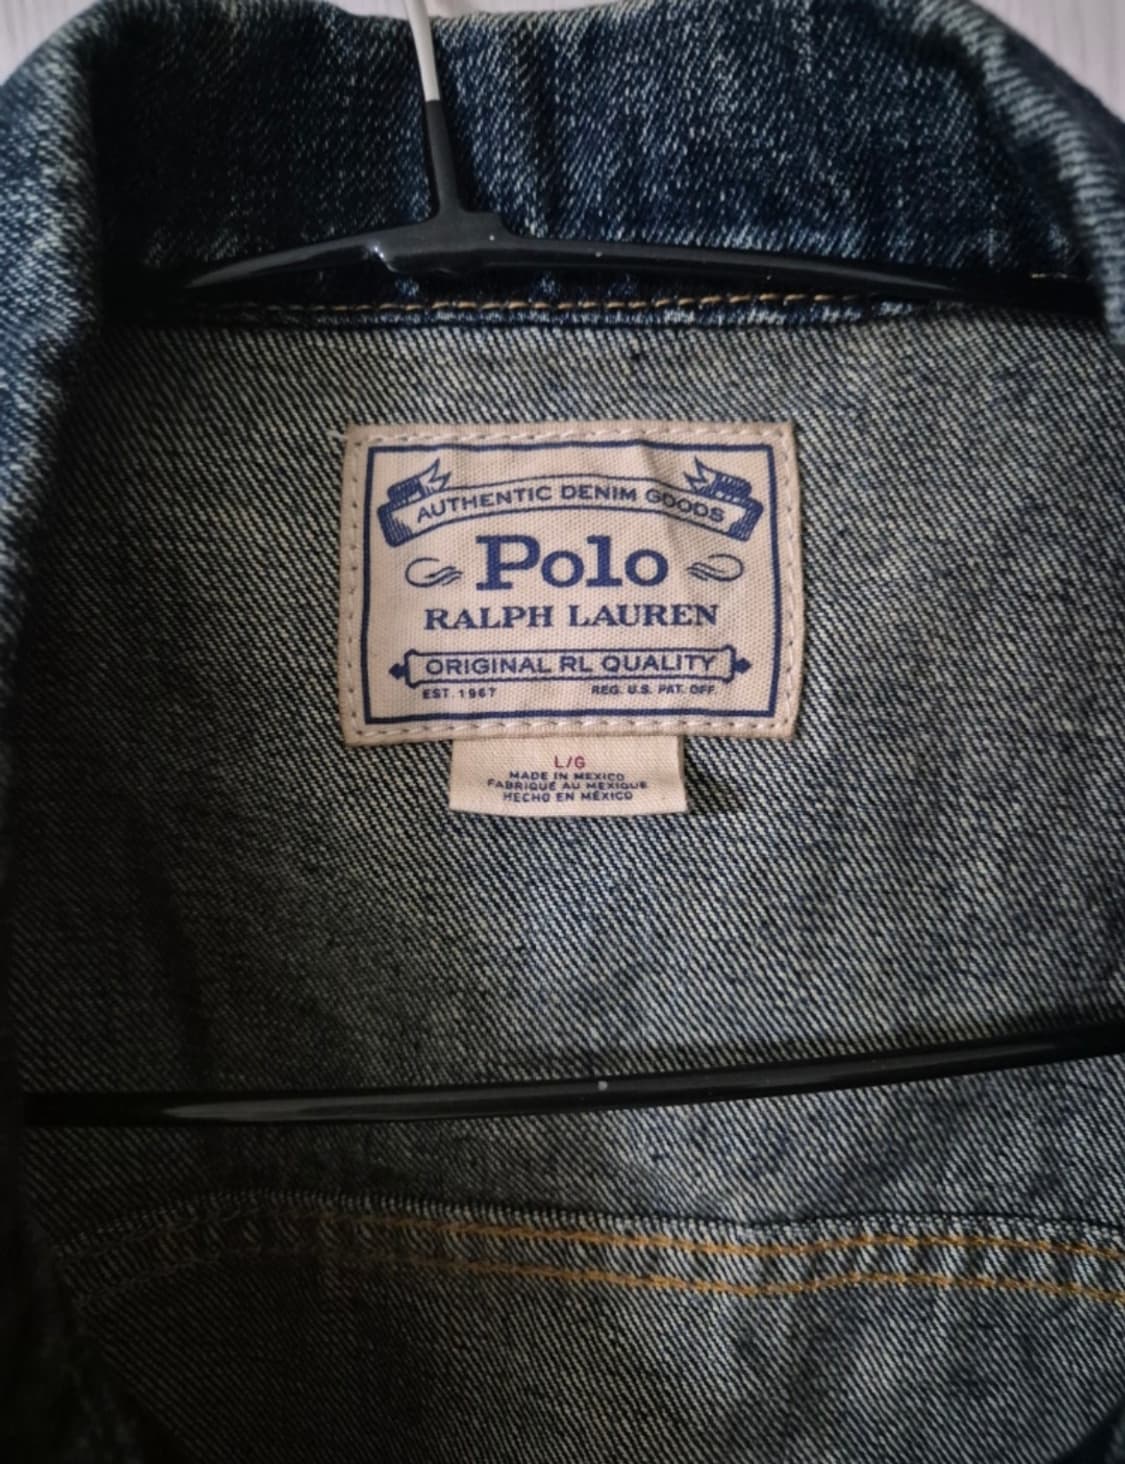 AUTHENTIC DENIM GOODS
Polo
RALPH LAUREN
ORIGINAL RL QUALITY
EST. 1967 REG. U.S. PAT. OFF.
L/G
MADE IN MEXICO
FABRIQUÉ AU MEXIQUE
HECHO EN MÉXICO